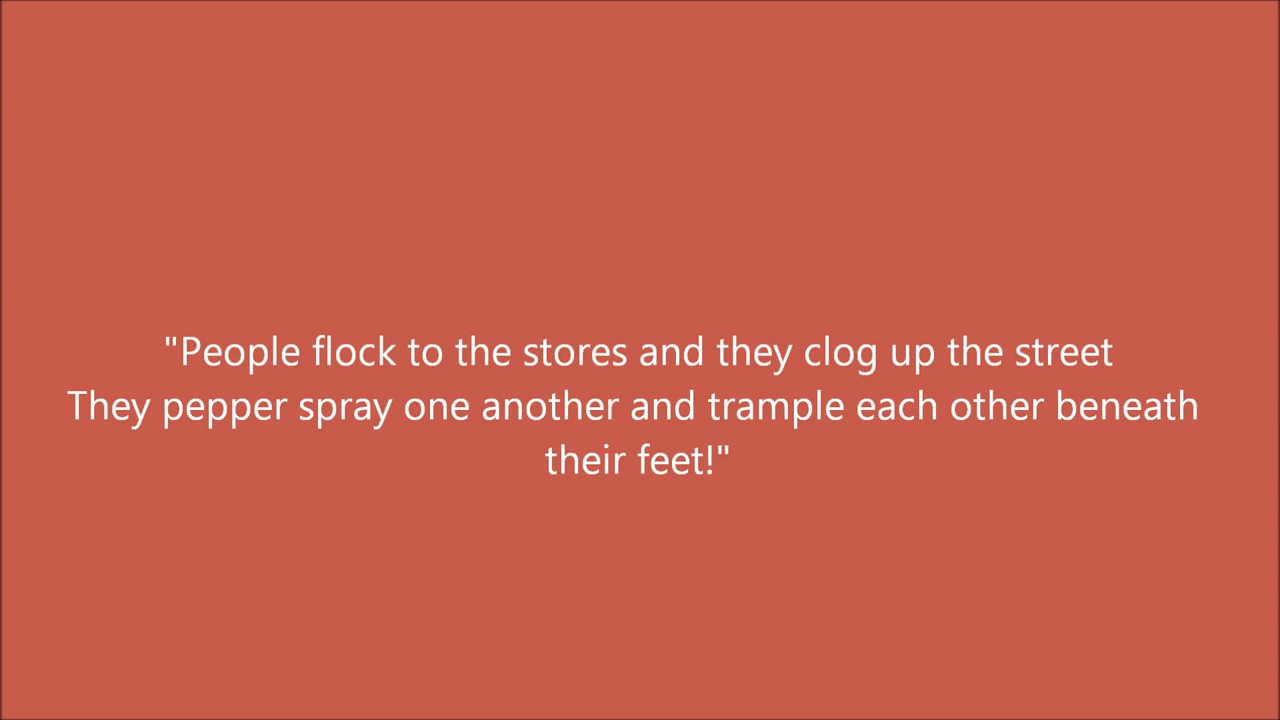 "People flock to the stores and they clog up the street
They pepper spray one another and trample each other beneath
their feet!"